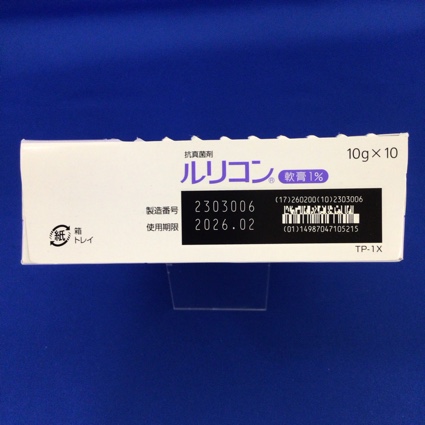 抗真菌剤
ルリコン® 軟膏1%
10g×10
製造番号 2303006
使用期限 2026.02
(17)260200(10)2303006
(01)14987047105215
紙
箱
トレイ
TP-1X